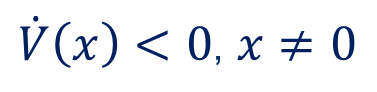 V̇(x) < 0, x ≠ 0